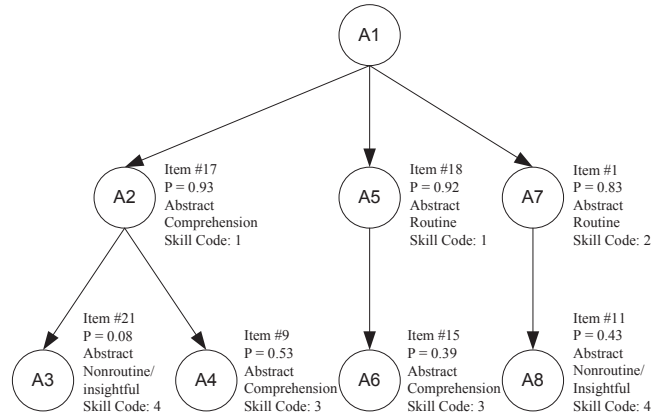 A1
A2
Item #17
P = 0.93
Abstract
Comprehension
Skill Code: 1
A5
Item #18
P = 0.92
Abstract
Routine
Skill Code: 1
A7
Item #1
P = 0.83
Abstract
Routine
Skill Code: 2
A3
Item #21
P = 0.08
Abstract
Nonroutine/
insightful
Skill Code: 4
A4
Item #9
P = 0.53
Abstract
Comprehension
Skill Code: 3
A6
Item #15
P = 0.39
Abstract
Comprehension
Skill Code: 3
A8
Item #11
P = 0.43
Abstract
Nonroutine/
Insightful
Skill Code: 4